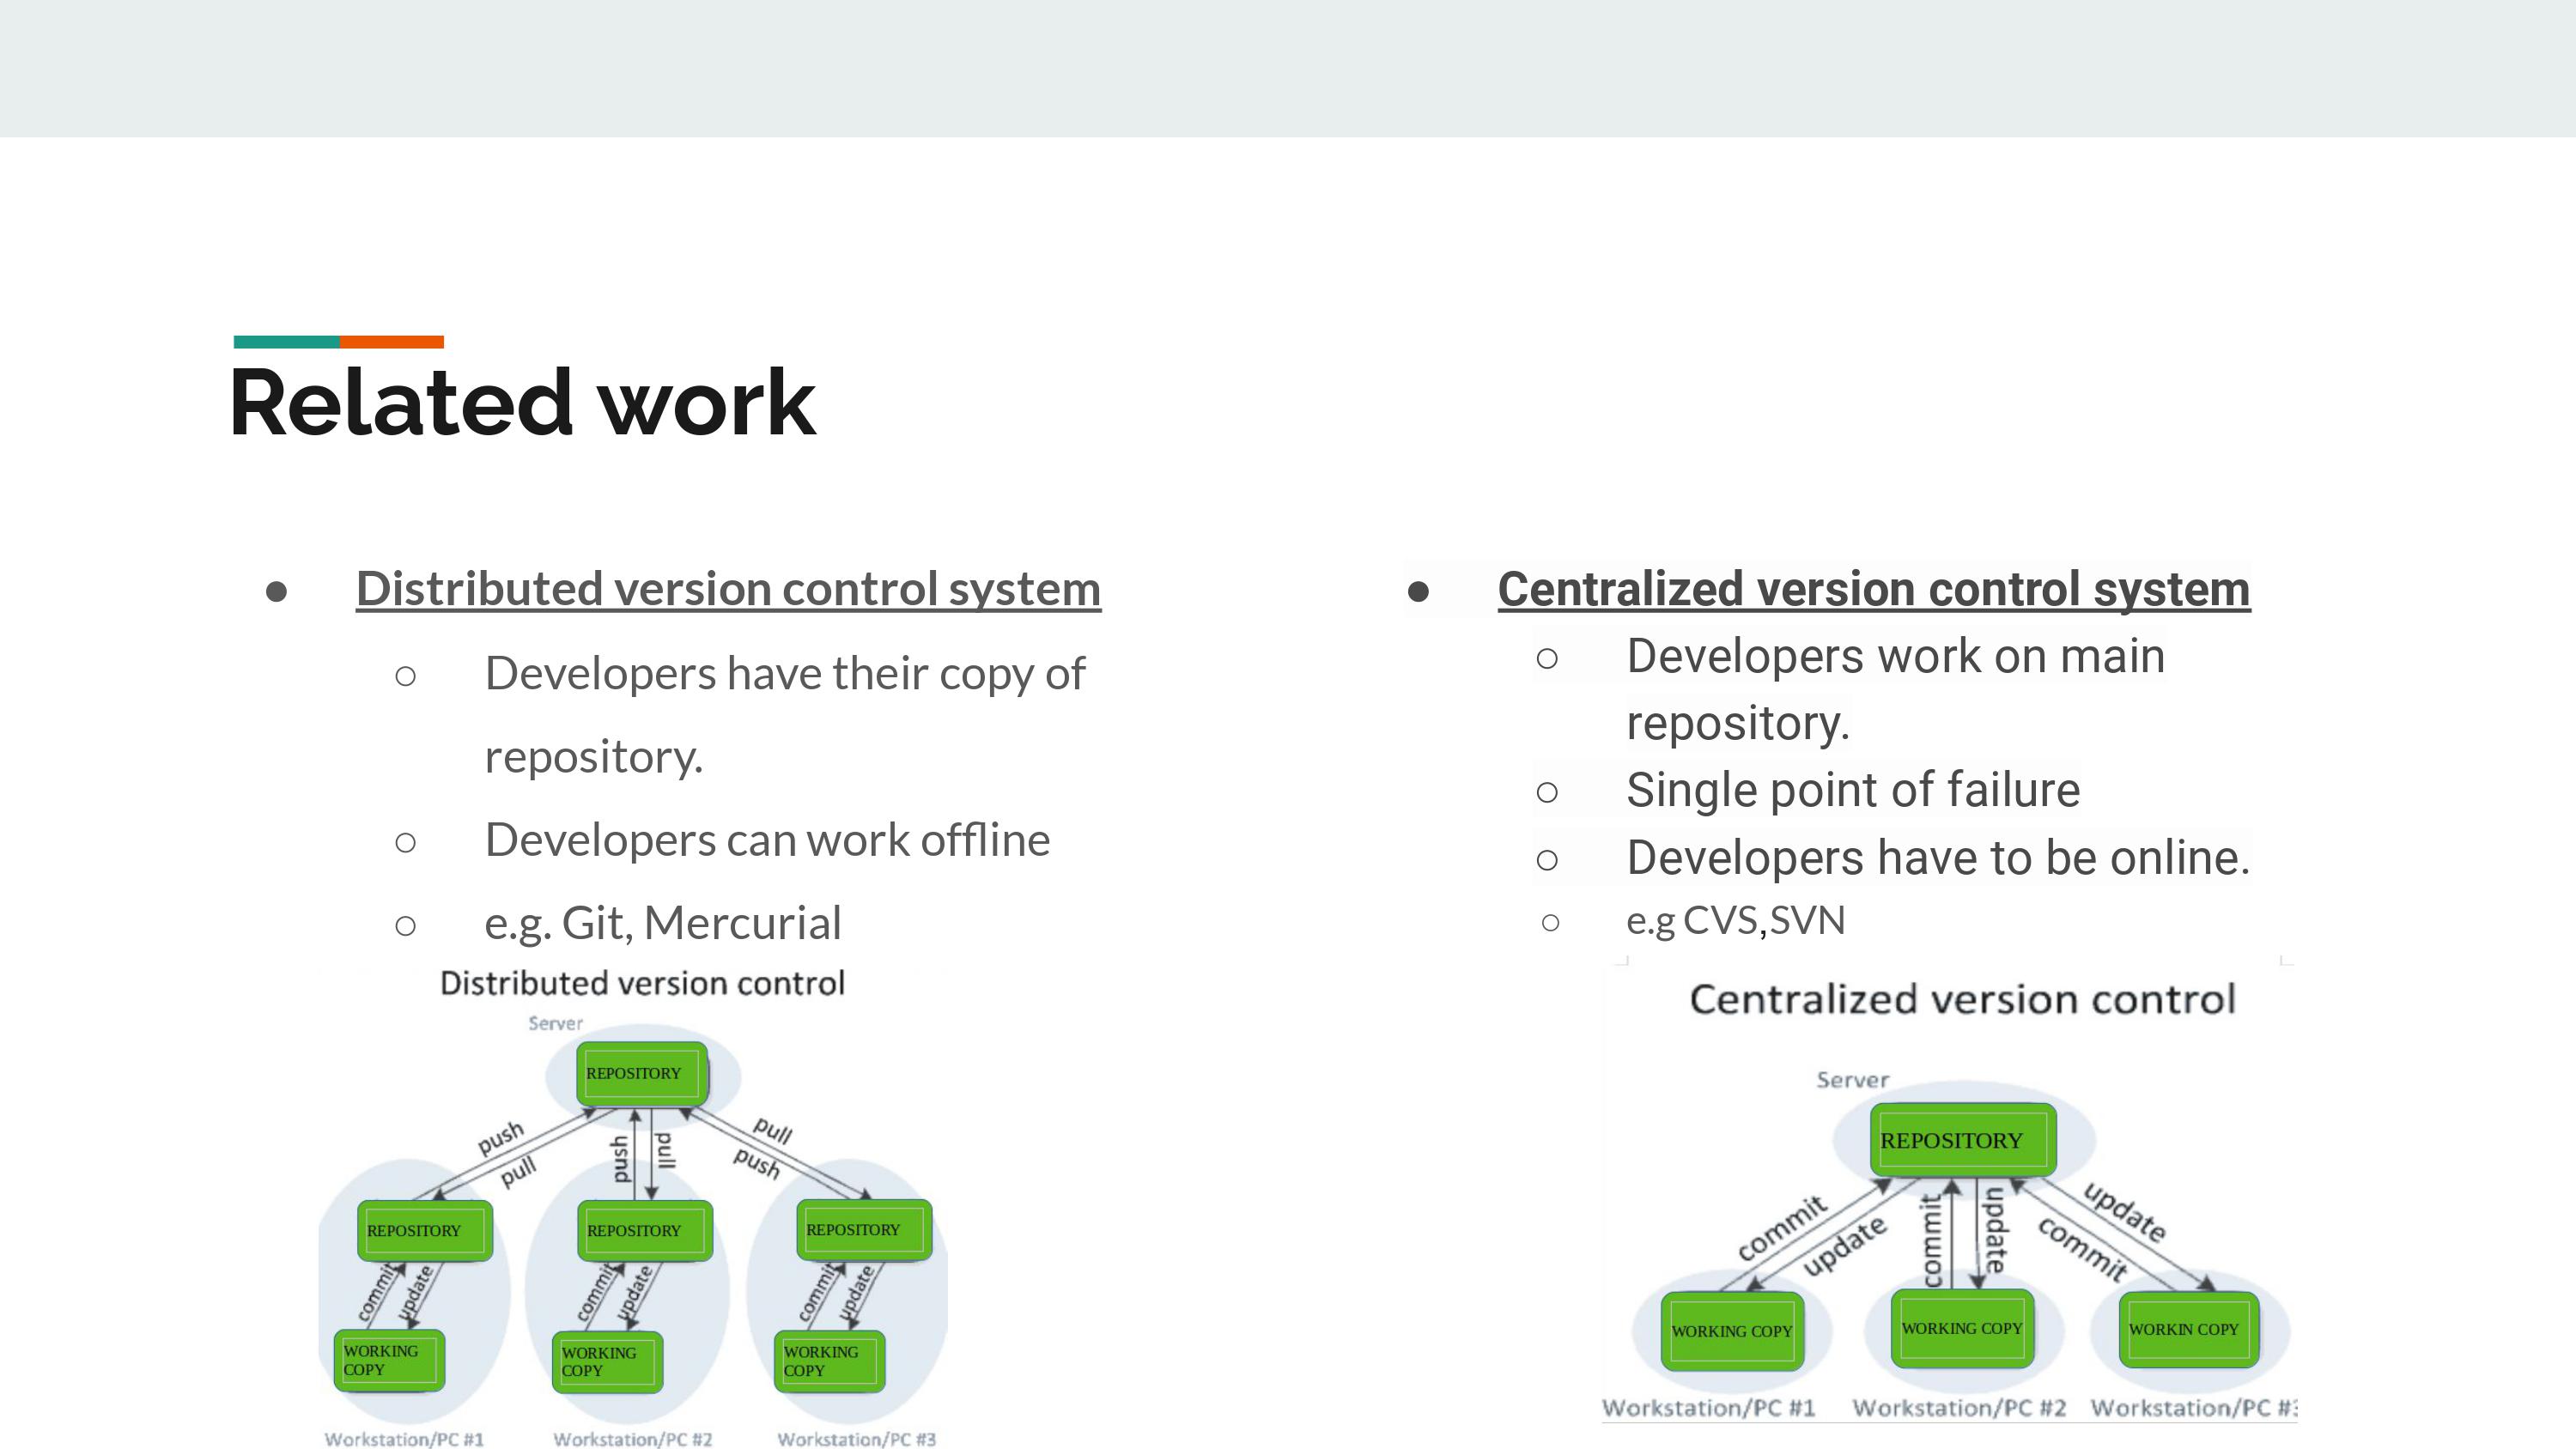 Related work
● Distributed version control system
○ Developers have their copy of
repository.
○ Developers can work offline
○ e.g. Git, Mercurial
Distributed version control
Server
REPOSITORY
push
pull
push
pull
pull
push
REPOSITORY
REPOSITORY
REPOSITORY
commit
update
commit
update
commit
update
WORKING
COPY
WORKING
COPY
WORKING
COPY
Workstation/PC #1
Workstation/PC #2
Workstation/PC #3
● Centralized version control system
○ Developers work on main
repository.
○ Single point of failure
○ Developers have to be online.
○ e.g CVS,SVN
Centralized version control
Server
REPOSITORY
commit
update
commit
update
update
commit
WORKING COPY
WORKING COPY
WORKIN COPY
Workstation/PC #1
Workstation/PC #2
Workstation/PC #3